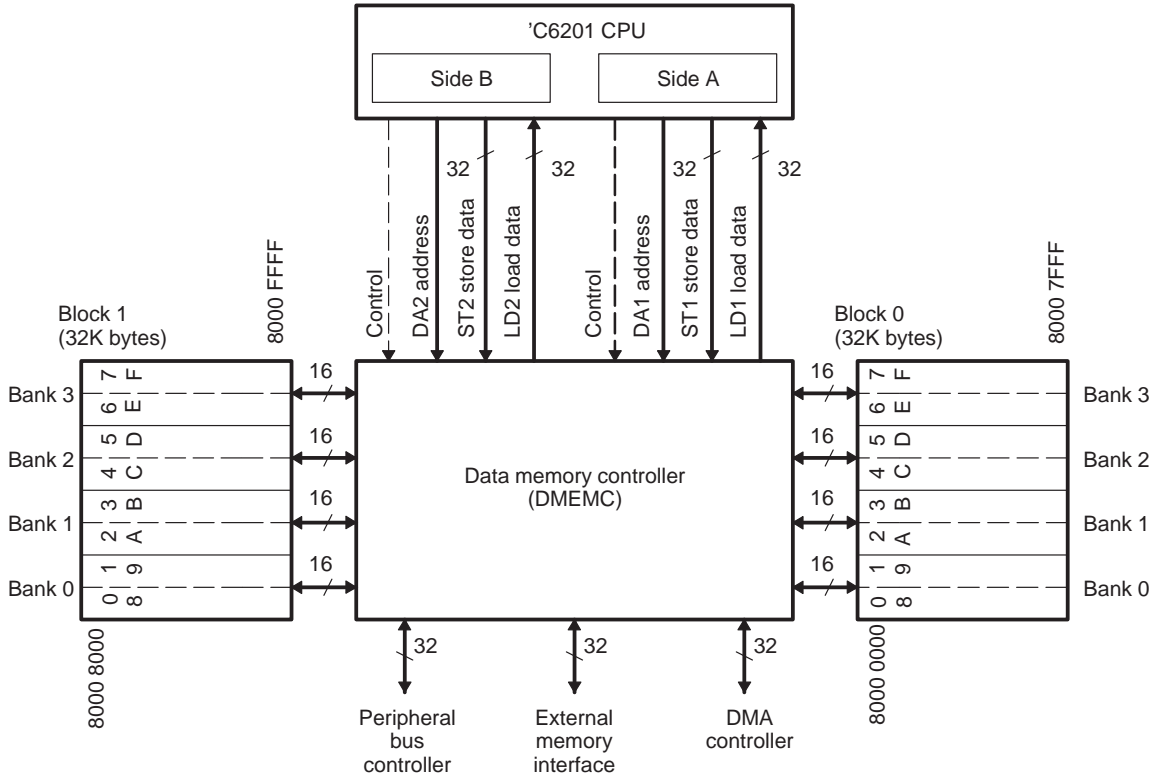 'C6201 CPU
Side B
Side A
32
32
32
32
Control
DA2 address
ST2 store data
LD2 load data
Control
DA1 address
ST1 store data
LD1 load data
Block 1
(32K bytes)
8000 FFFF
Block 0
(32K bytes)
8000 7FFF
Bank 3
7 F
6 E
16
16
7 F
6 E
Bank 3
Bank 2
5 D
4 C
16
Data memory controller
(DMEMC)
16
5 D
4 C
Bank 2
Bank 1
3 B
2 A
16
16
3 B
2 A
Bank 1
Bank 0
1 9
0 8
16
16
1 9
0 8
Bank 0
8000 8000
32
32
32
8000 0000
Peripheral
bus
controller
External
memory
interface
DMA
controller